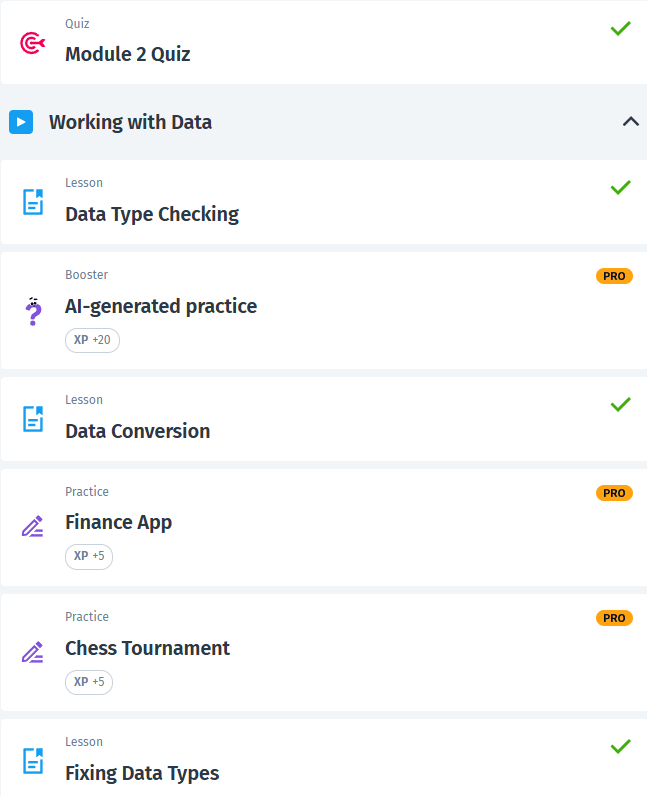 Quiz
Module 2 Quiz
Working with Data
Lesson
Data Type Checking
Booster
PRO
AI-generated practice
XP +20
Lesson
Data Conversion
Practice
PRO
Finance App
XP +5
Practice
PRO
Chess Tournament
XP +5
Lesson
Fixing Data Types